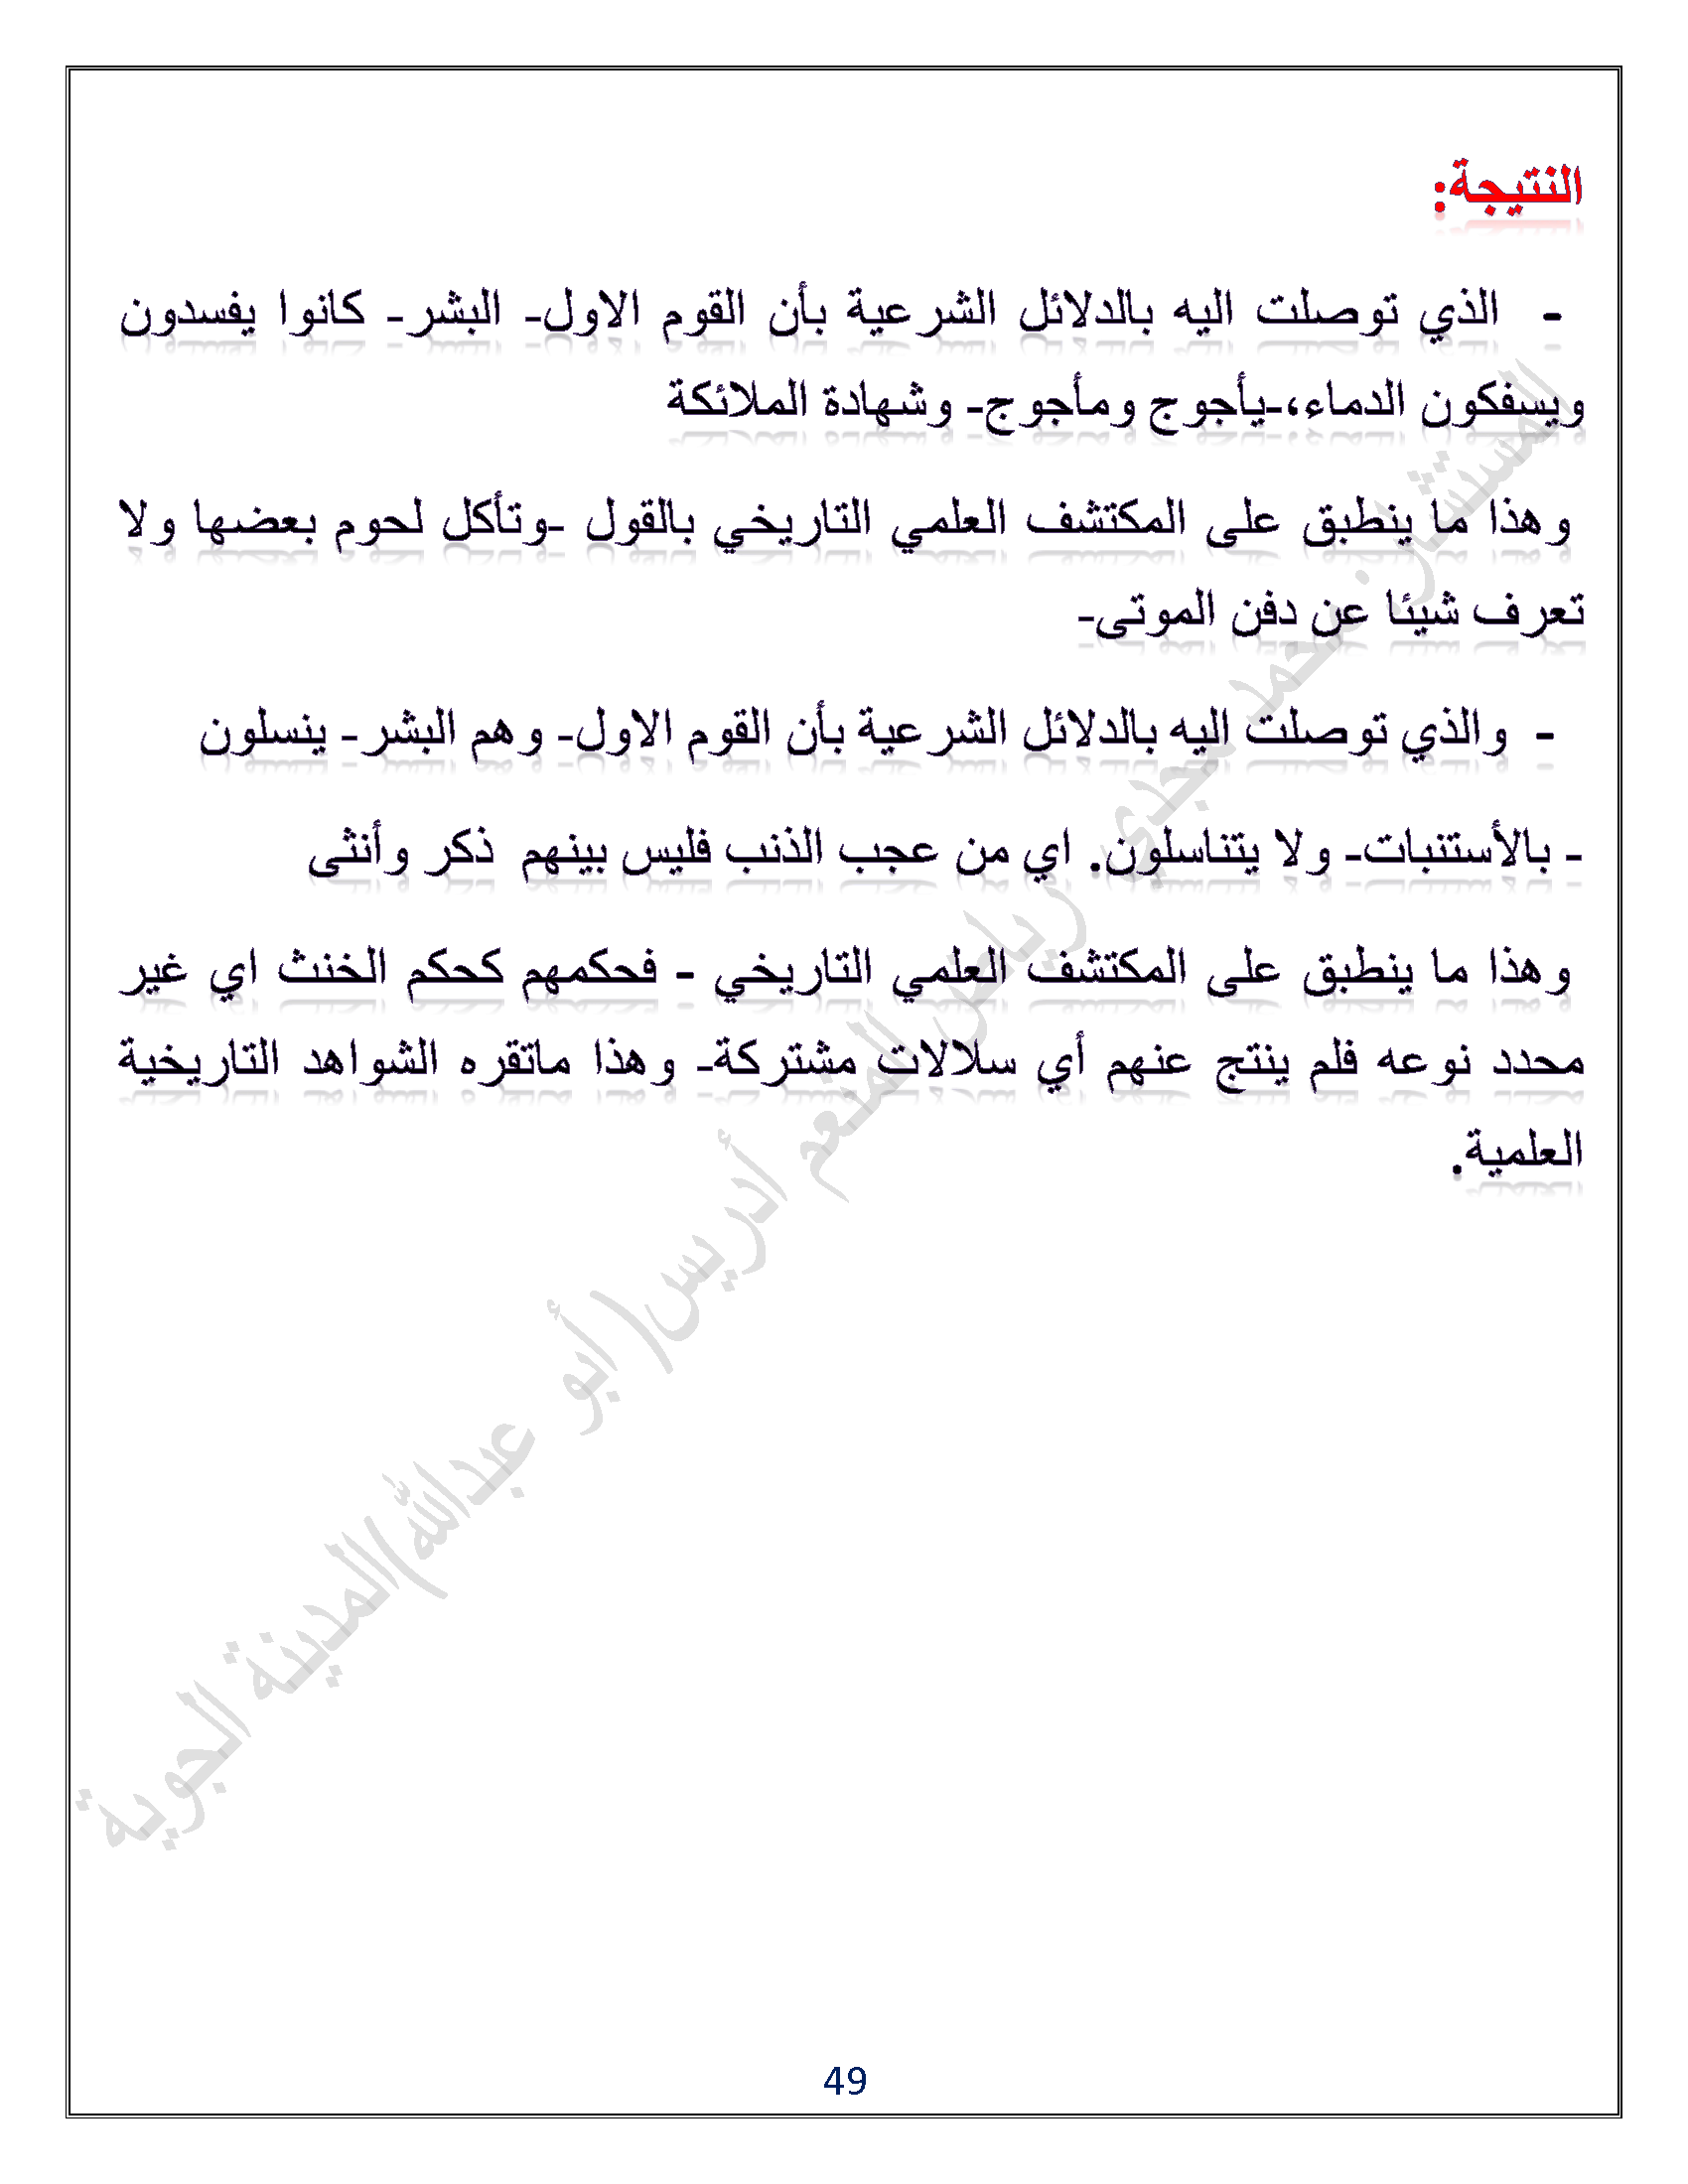 النتيجة:
- الذي توصلت اليه بالدلائل الشرعية بأن القوم الاول- البشر- كانوا يفسدون
ويسفكون الدماء،-يأجوج ومأجوج- وشهادة الملائكة
وهذا ما ينطبق على المكتشف العلمي التاريخي بالقول -وتأكل لحوم بعضها ولا
تعرف شيئا عن دفن الموتى-
- والذي توصلت اليه بالدلائل الشرعية بأن القوم الاول- وهم البشر- ينسلون
- بالأستنبات- ولا يتناسلون. اي من عجب الذنب فليس بينهم ذكر وأنثى
وهذا ما ينطبق على المكتشف العلمي التاريخي - فحكمهم كحكم الخنث اي غير
محدد نوعه فلم ينتج عنهم أي سلالات مشتركة- وهذا ماتقره الشواهد التاريخية
العلمية.
المستشار: محمد مجدي رياض المنعم أدريس(أبو عبدالله)المدينة الجوية
49